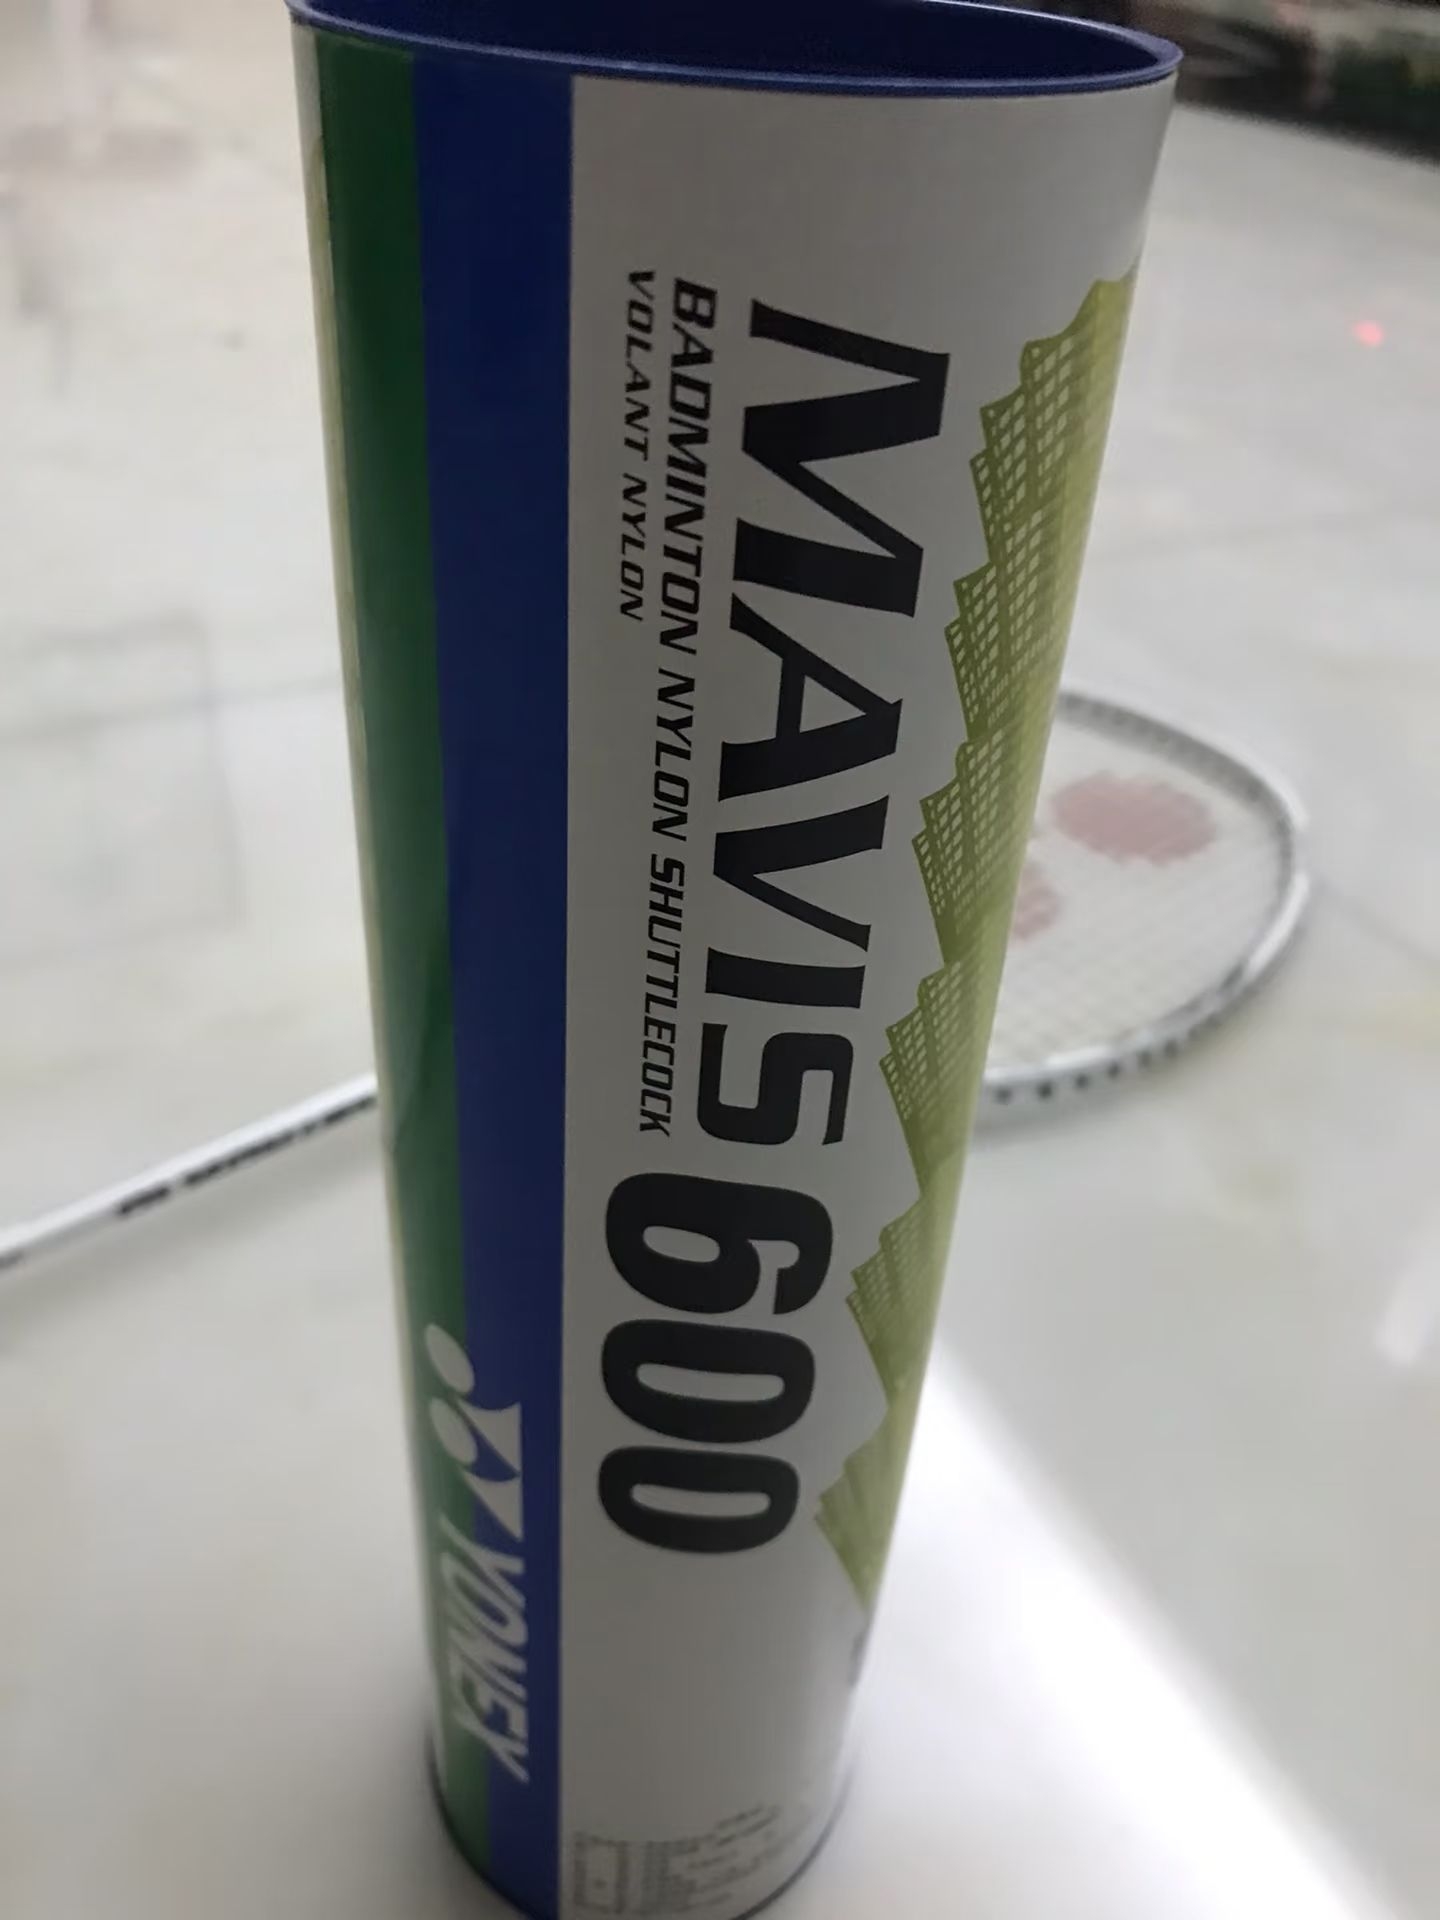 MAVIS 600
BADMINTON NYLON SHUTTLECOCK
VOLANT NYLON
YONEX